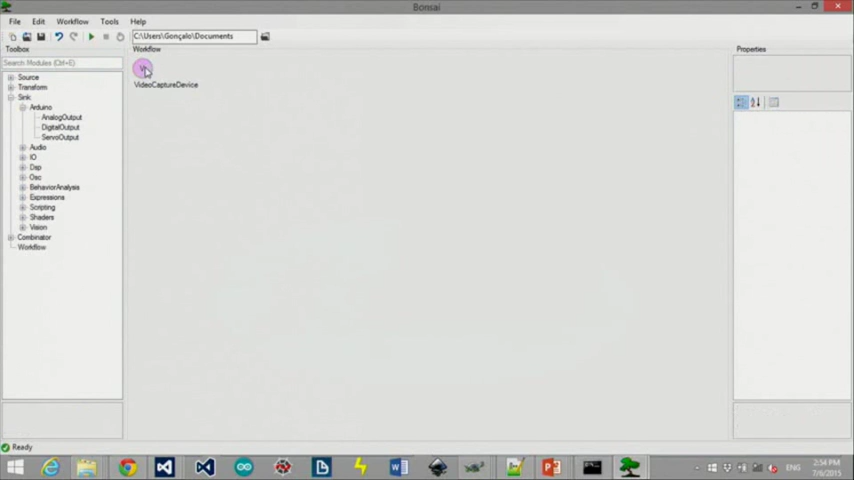 Bonsai
File Edit Workflow Tools Help
C:\Users\Gonçalo\Documents
Toolbox
Workflow
Properties
Search Modules (Ctrl+E)
Source
Transform
Sink
Arduino
AnalogOutput
DigitalOutput
ServoOutput
Audio
IO
Dsp
Osc
BehaviorAnalysis
Expressions
Scripting
Shaders
Vision
Combinator
Workflow
VideoCaptureDevice
Ready
ENG
2:54 PM
7/6/2015